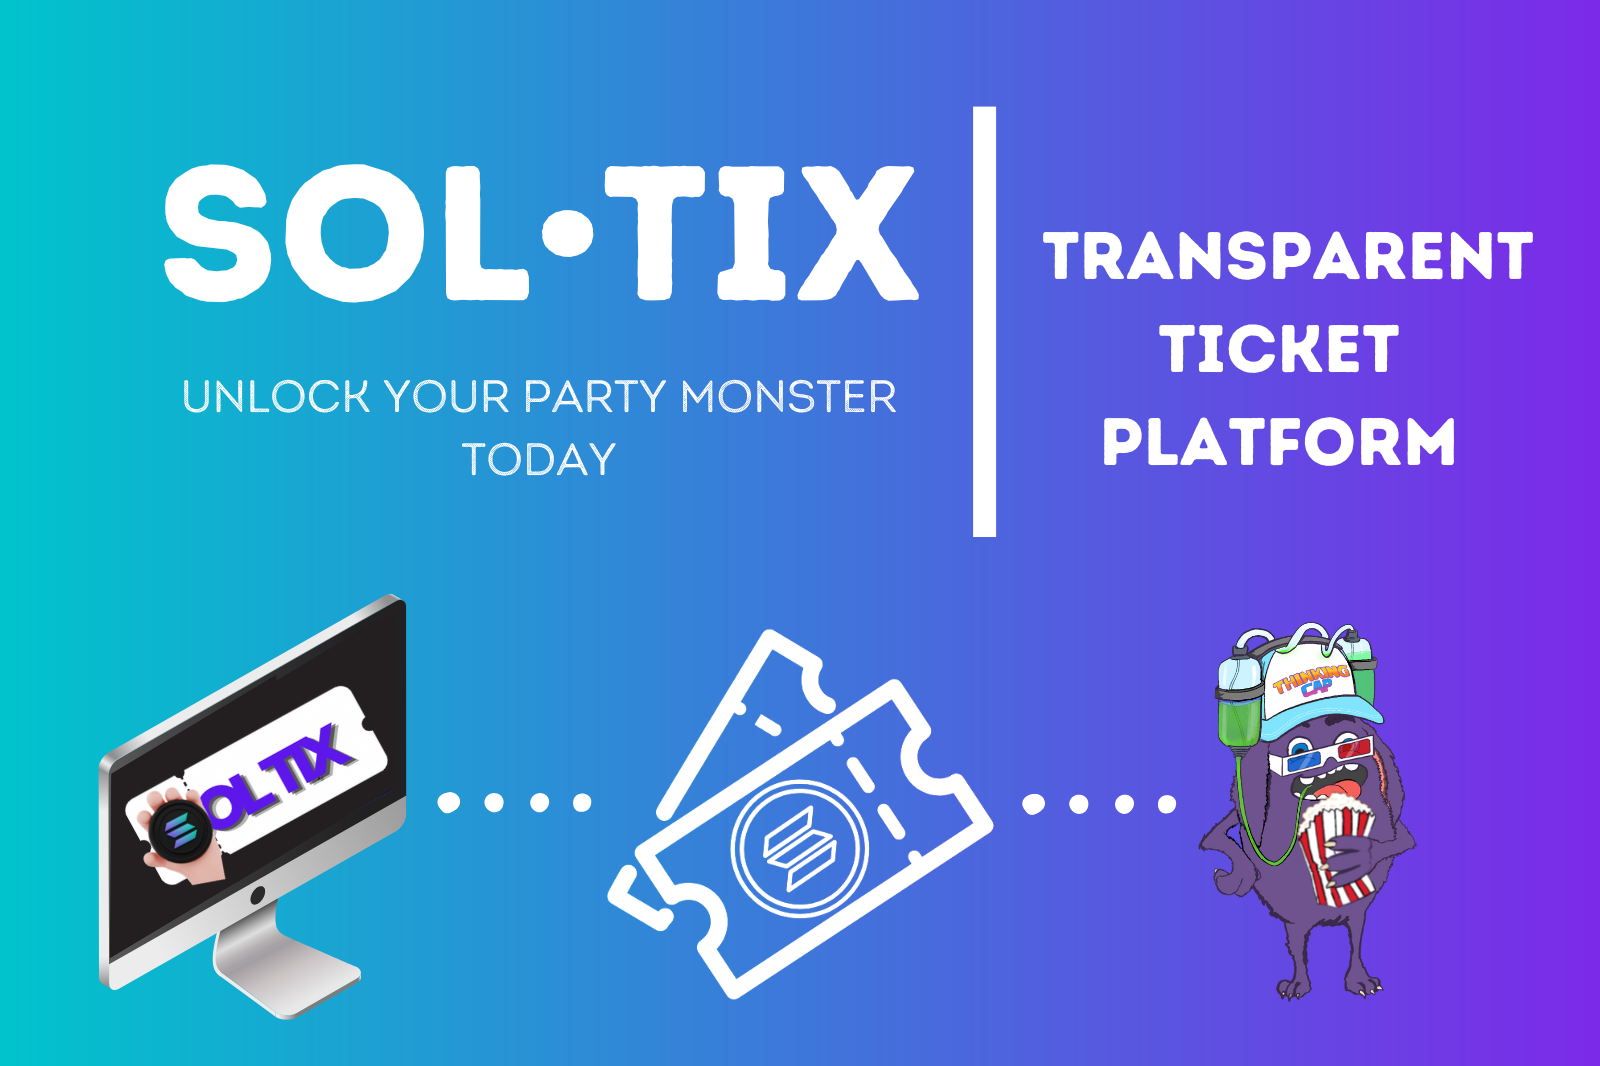 SOL•TIX
UNLOCK YOUR PARTY MONSTER
TODAY
TRANSPARENT
TICKET
PLATFORM
OL TIX
THINKING
CAP